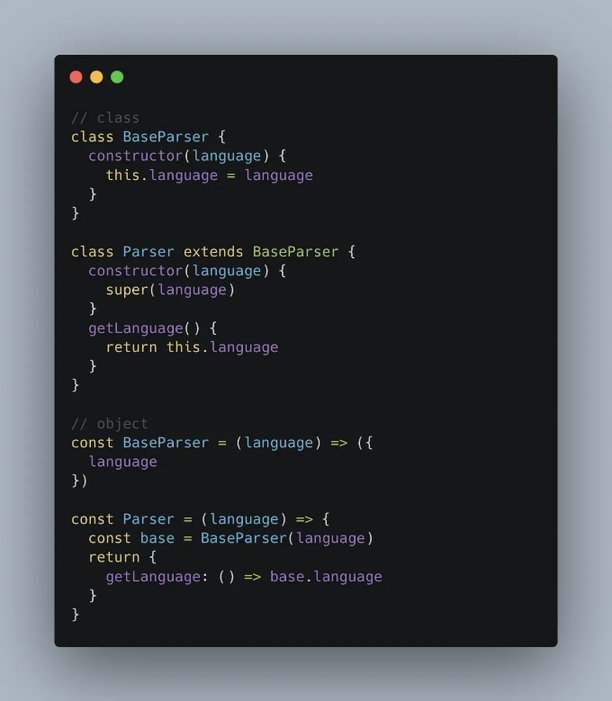 // class
class BaseParser {
  constructor(language) {
    this.language = language
  }
}

class Parser extends BaseParser {
  constructor(language) {
    super(language)
  }
  getLanguage() {
    return this.language
  }
}

// object
const BaseParser = (language) => ({
  language
})

const Parser = (language) => {
  const base = BaseParser(language)
  return {
    getLanguage: () => base.language
  }
}